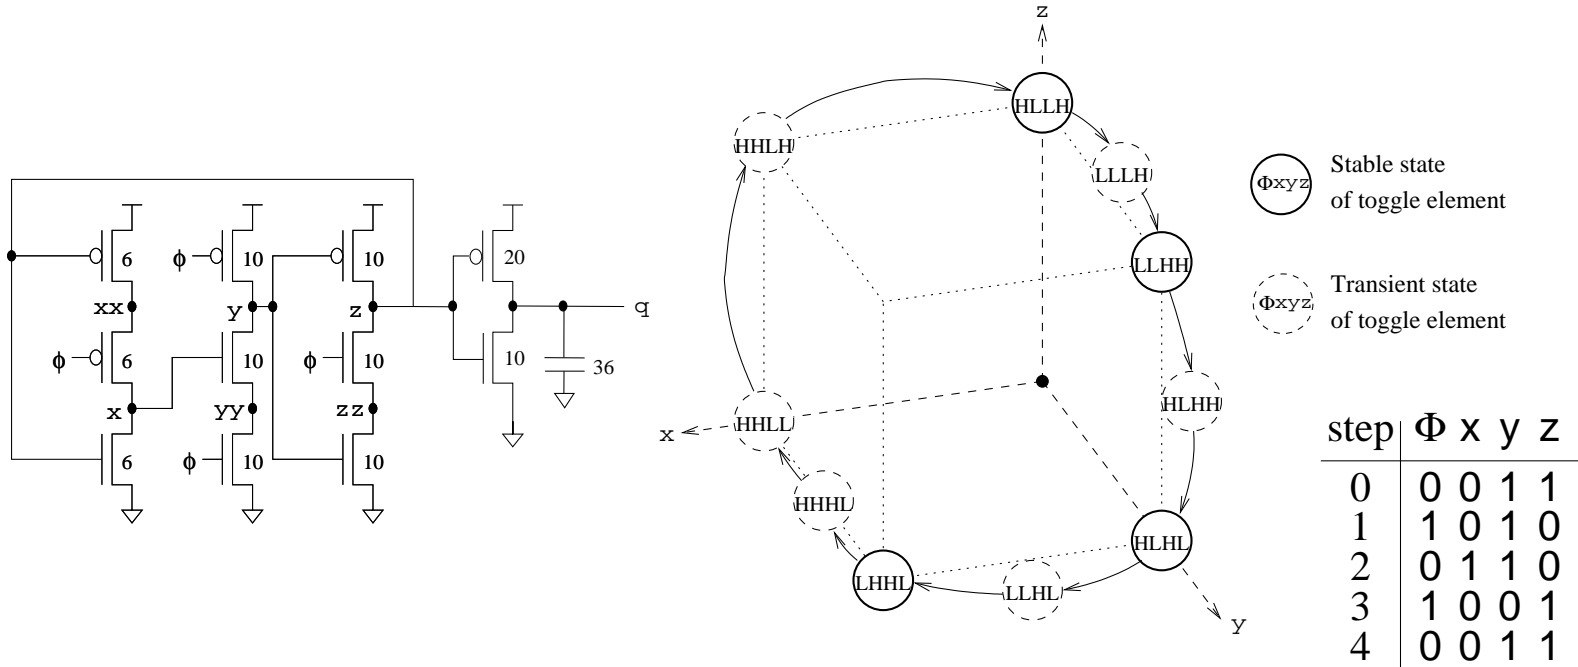 6
ϕ
10
10
20
xx
y
z
q
ϕ
6
10
ϕ
10
10
36
x
yy
zz
6
ϕ
10
10
z
HLLH
HHLH
LLLH
LLHH
HLHH
HHLL
x
HHHL
HLHL
LHHL
LLHL
y
Φxyz
Stable state
of toggle element
Φxyz
Transient state
of toggle element
step Φ x y z
0 0 0 1 1
1 1 0 1 0
2 0 1 1 0
3 1 0 0 1
4 0 0 1 1